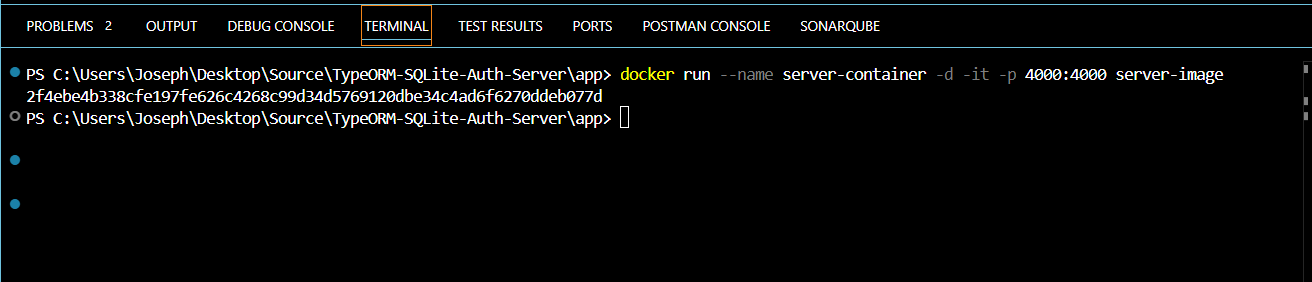 PROBLEMS 2 OUTPUT DEBUG CONSOLE TERMINAL TEST RESULTS PORTS POSTMAN CONSOLE SONARQUBE
PS C:\Users\Joseph\Desktop\Source\TypeORM-SQLite-Auth-Server\app> docker run --name server-container -d -it -p 4000:4000 server-image
2f4ebe4b338cfe197fe626c4268c99d34d5769120dbe34c4ad6f6270ddeb077d
PS C:\Users\Joseph\Desktop\Source\TypeORM-SQLite-Auth-Server\app>